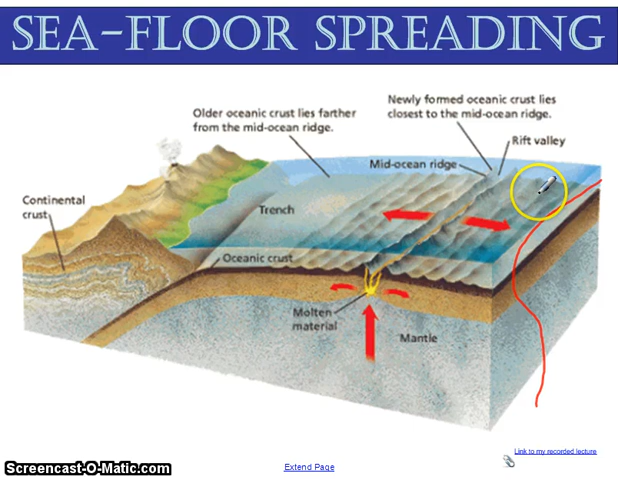 SEA-FLOOR SPREADING
Older oceanic crust lies farther
from the mid-ocean ridge.
Newly formed oceanic crust lies
closest to the mid-ocean ridge.
Rift valley
Mid-ocean ridge
Continental
crust
Trench
Oceanic crust
Molten
material
Mantle
Link to my recorded lecture
Extend Page
Screencast-O-Matic.com